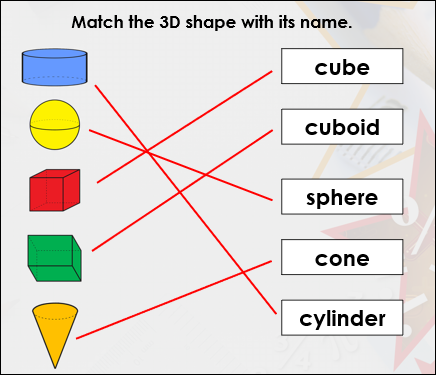 Match the 3D shape with its name.
cube
cuboid
sphere
cone
cylinder